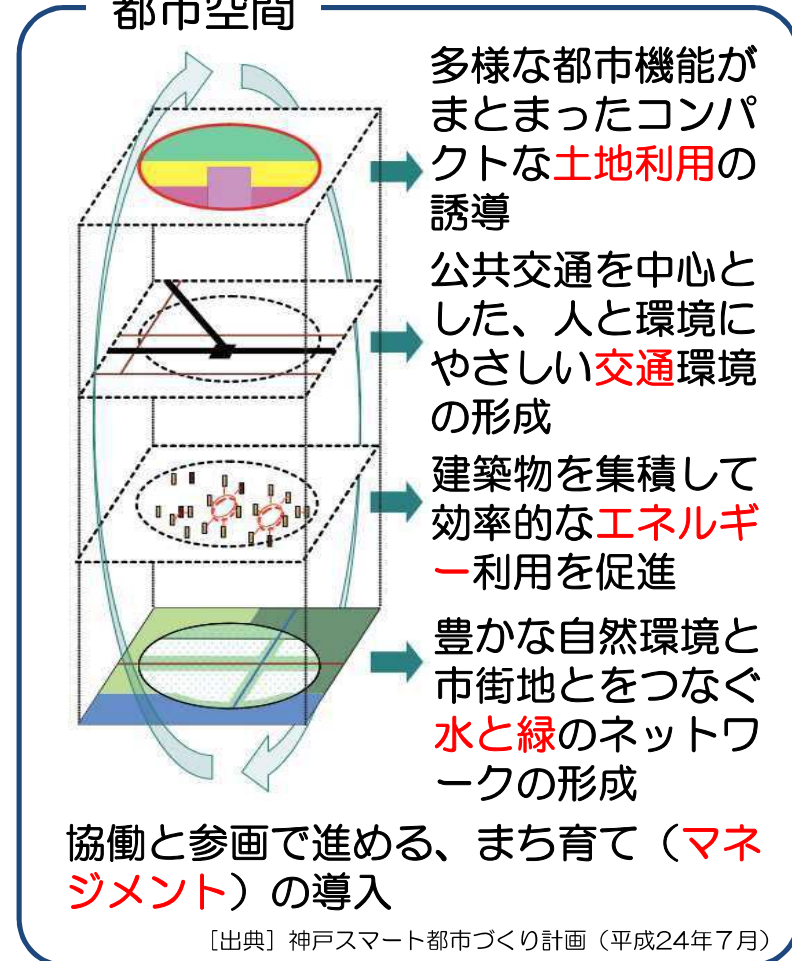 都市空間
多様な都市機能が
まとまったコンパ
クトな土地利用の
誘導
公共交通を中心と
した、人と環境に
やさしい交通環境
の形成
建築物を集積して
効率的なエネルギ
ー利用を促進
豊かな自然環境と
市街地とをつなぐ
水と緑のネットワ
ークの形成
協働と参画で進める、まち育て（マネ
ジメント）の導入
［出典］神戸スマート都市づくり計画（平成24年７月）